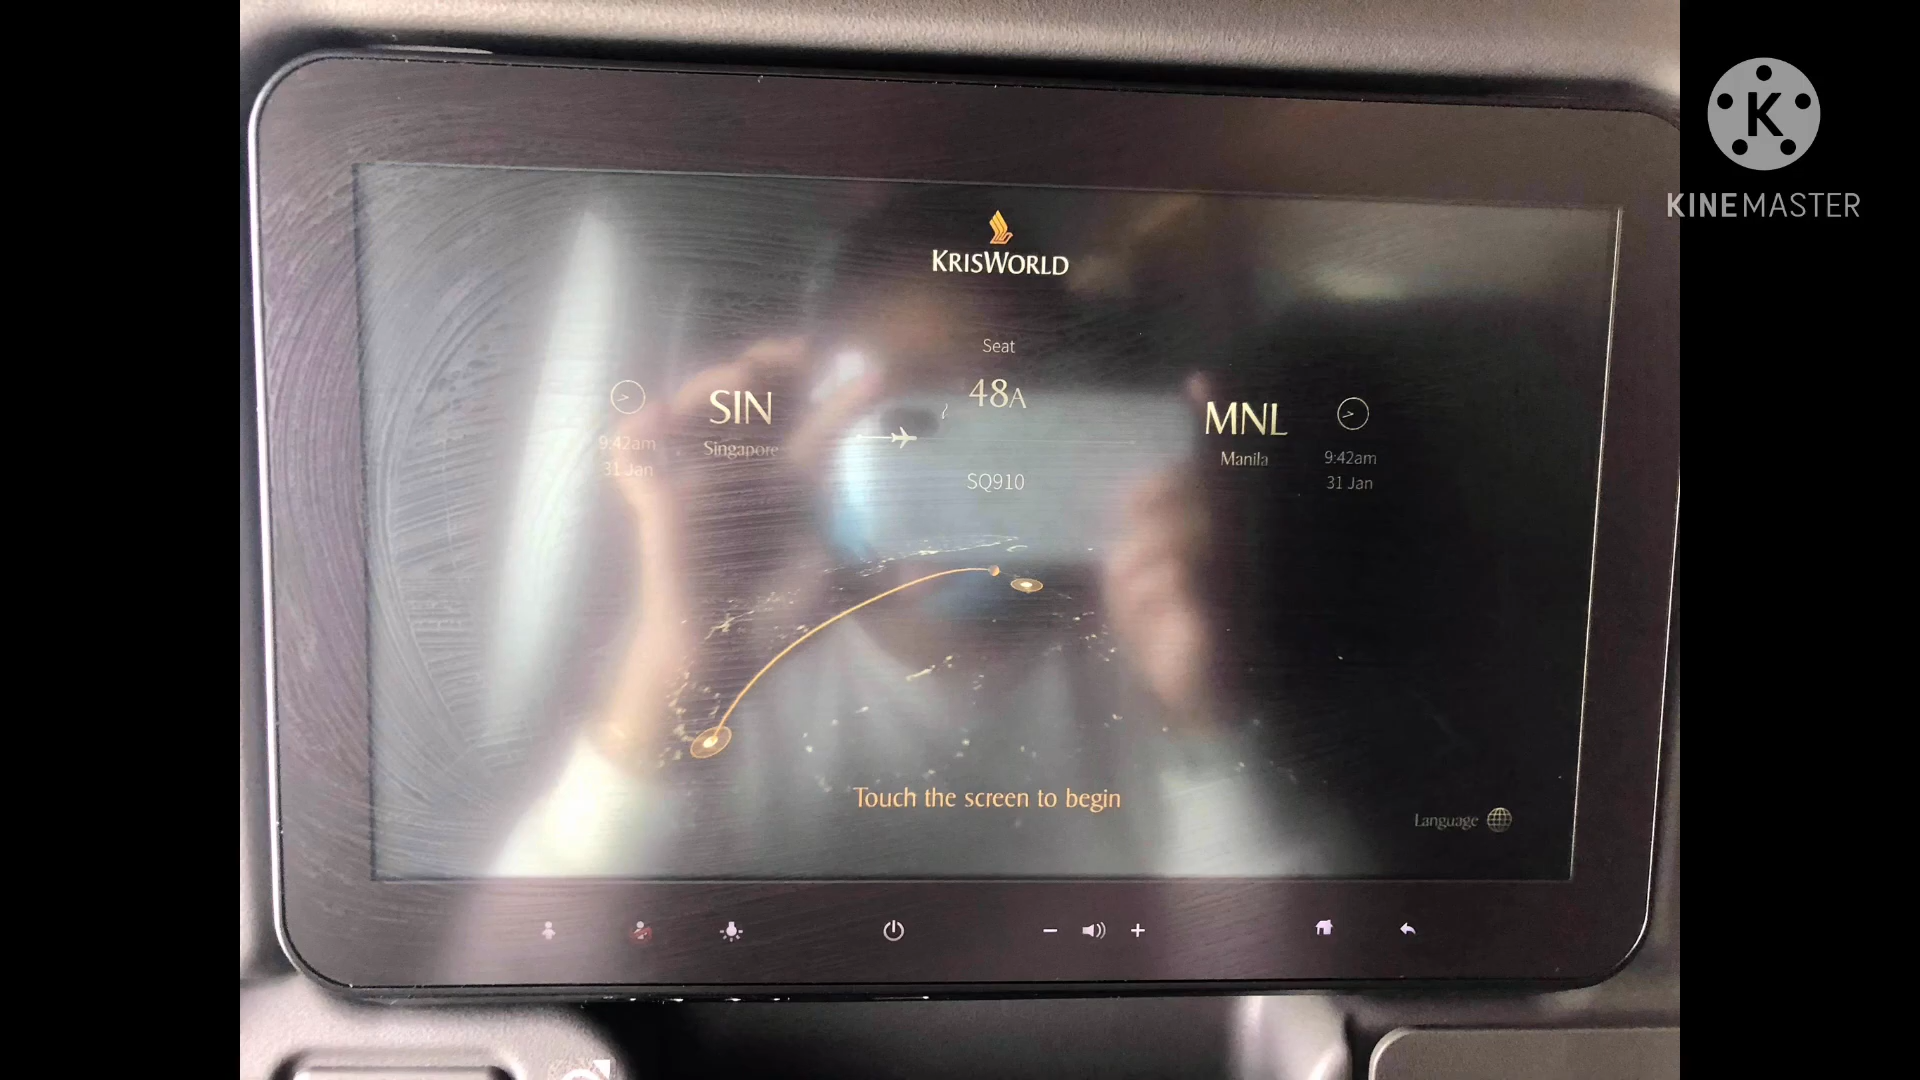 K
KINEMASTER
KRISWORLD
Seat
48A
SIN
Singapore
9:42am
31 Jan
MNL
Manila
9:42am
31 Jan
SQ910
Touch the screen to begin
Language